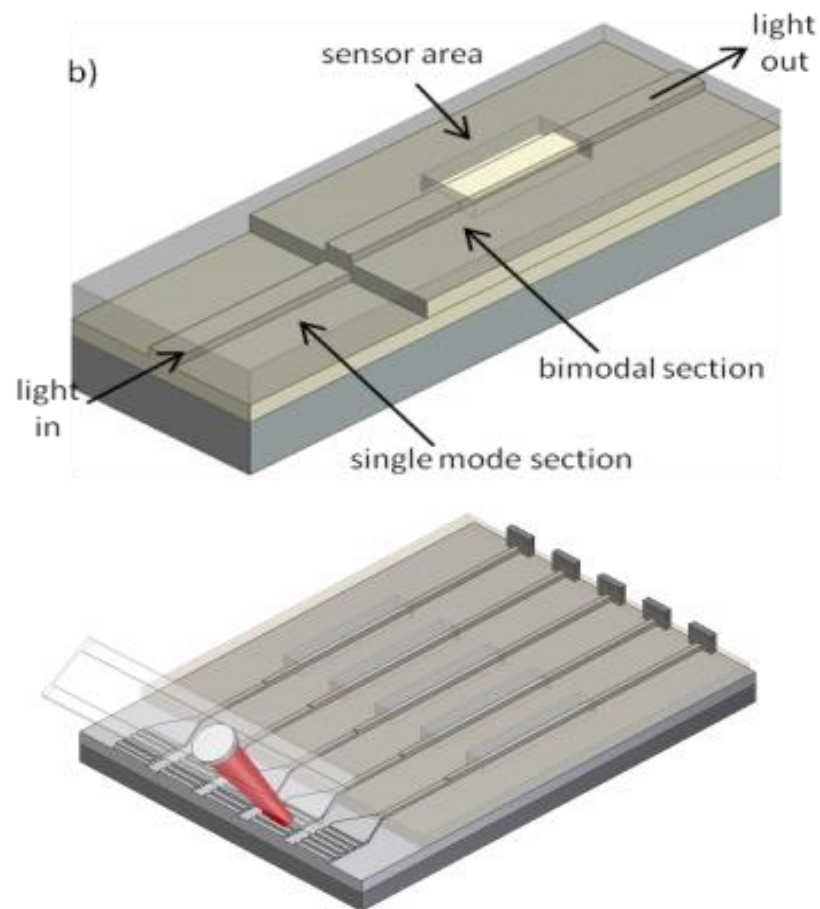 b)
sensor area
light
out
bimodal section
light
in
single mode section